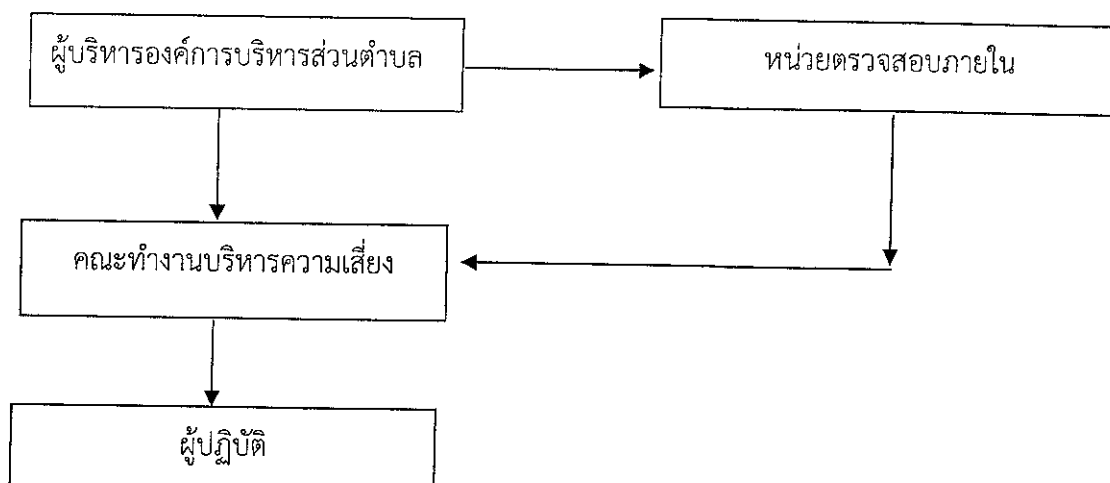 ผู้บริหารองค์การบริหารส่วนตำบล
หน่วยตรวจสอบภายใน
คณะทำงานบริหารความเสี่ยง
ผู้ปฏิบัติ